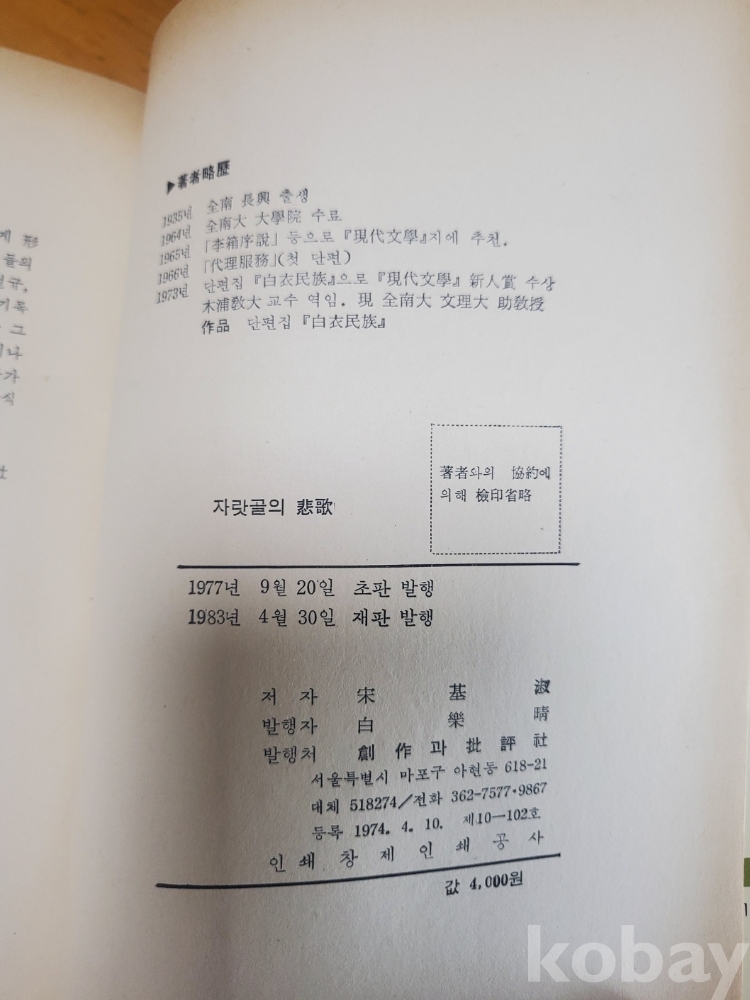 게 形
들의
기록
그
식
▶著者略歷
1935년 全南 長興 출생
1964년 全南大 大學院 수료
1965년 「李箱序說」 등으로 『現代文學』지에 추천.
1966년 「代理服務」(첫 단편)
1973년 단편집 『白衣民族』으로 『現代文學』 新人賞 수상
木浦敎大 교수 역임. 現 全南大 文理大 助敎授
作品 단편집 『白衣民族』
著者와의 協約에
의해 檢印省略
자랏골의 悲歌
1977년 9월 20일 초판 발행
1983년 4월 30일 재판 발행
저 자 宋 基 淑
발행자 白 樂 晴
발행처 創作과批評社
서울특별시 마포구 아현동 618-21
대체 518274/전화 362-7577·9867
등록 1974. 4. 10. 제10—102호
인쇄 창제인쇄공사
값 4,000원
kobay